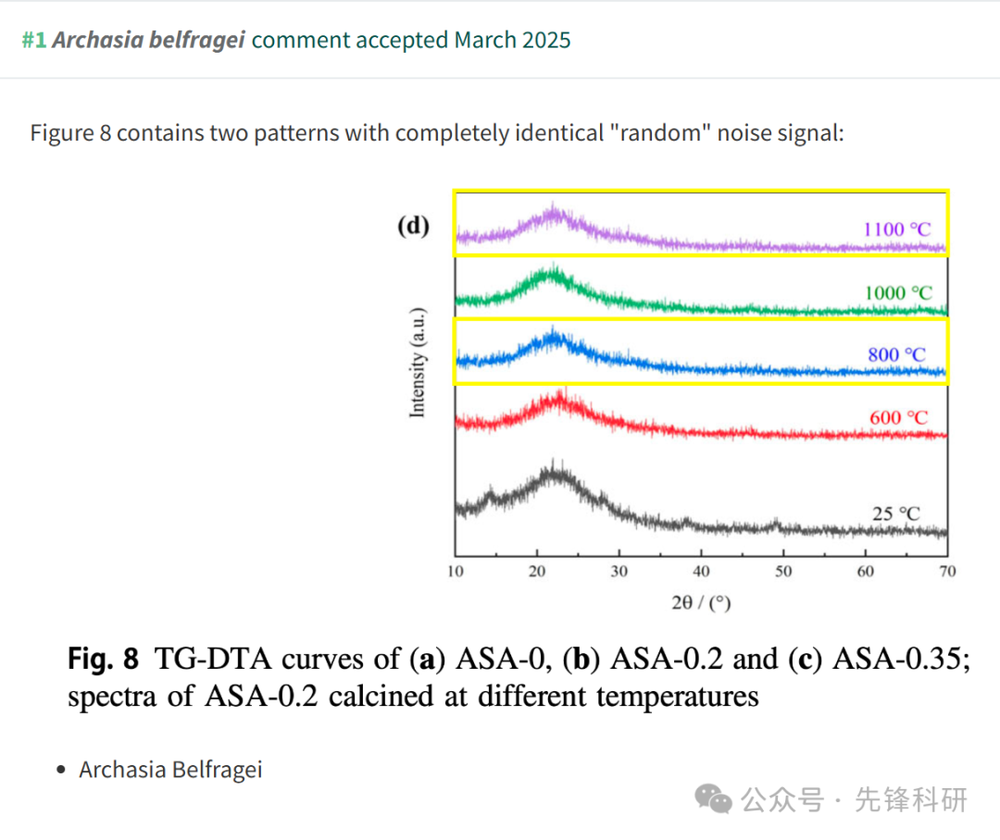 #1 Archasia belfragei comment accepted March 2025
Figure 8 contains two patterns with completely identical "random" noise signal:
(d)
1100 °C
1000 °C
800 °C
600 °C
25 °C
Intensity (a.u.)
10 20 30 40 50 60 70
2θ / (°)
Fig. 8 TG-DTA curves of (a) ASA-0, (b) ASA-0.2 and (c) ASA-0.35;
spectra of ASA-0.2 calcined at different temperatures
• Archasia Belfragei
公众号 · 先锋科研